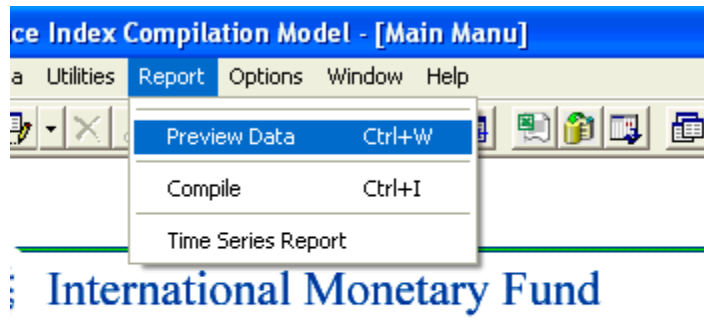 ce Index Compilation Model - [Main Manu]
a Utilities Report Options Window Help
Preview Data Ctrl+W
Compile Ctrl+I
Time Series Report
International Monetary Fund